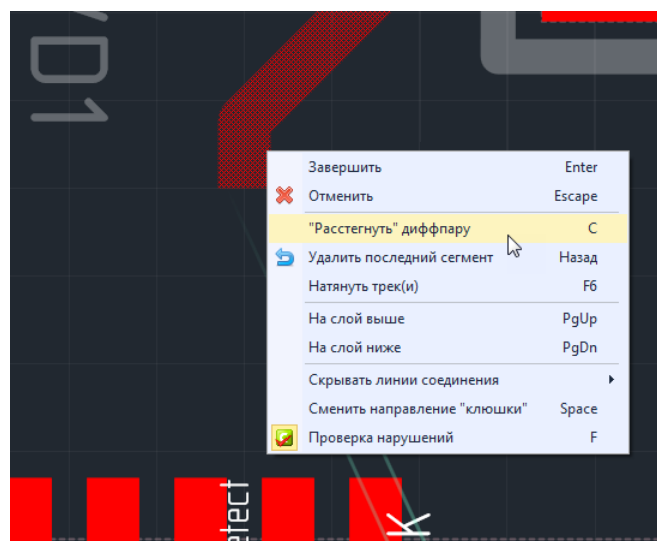 VD1
Завершить Enter
Отменить Escape
"Расстегнуть" диффпару C
Удалить последний сегмент Назад
Натянуть трек(и) F6
На слой выше PgUp
На слой ниже PgDn
Скрывать линии соединения
Сменить направление "клюшки" Space
Проверка нарушений F
etect
K